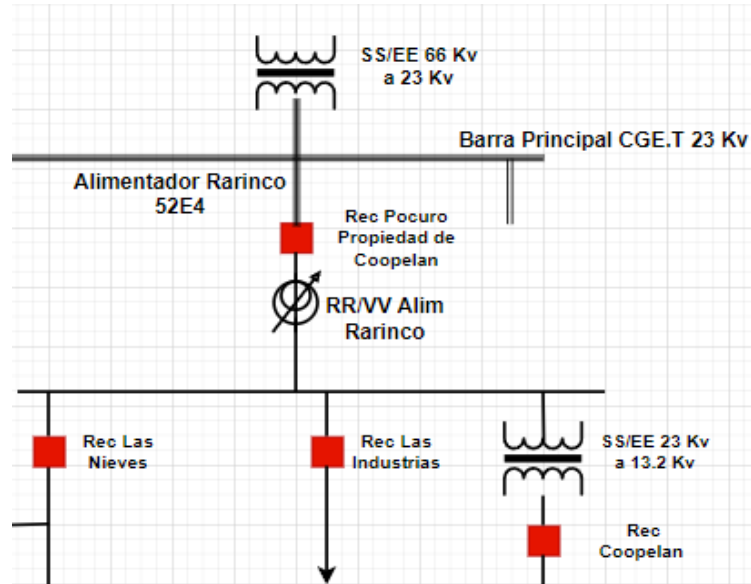 SS/EE 66 Kv
a 23 Kv
Barra Principal CGE.T 23 Kv
Alimentador Rarinco
52E4
Rec Pocuro
Propiedad de
Coopelan
RR/VV Alim
Rarinco
Rec Las
Nieves
Rec Las
Industrias
SS/EE 23 Kv
a 13.2 Kv
Rec
Coopelan